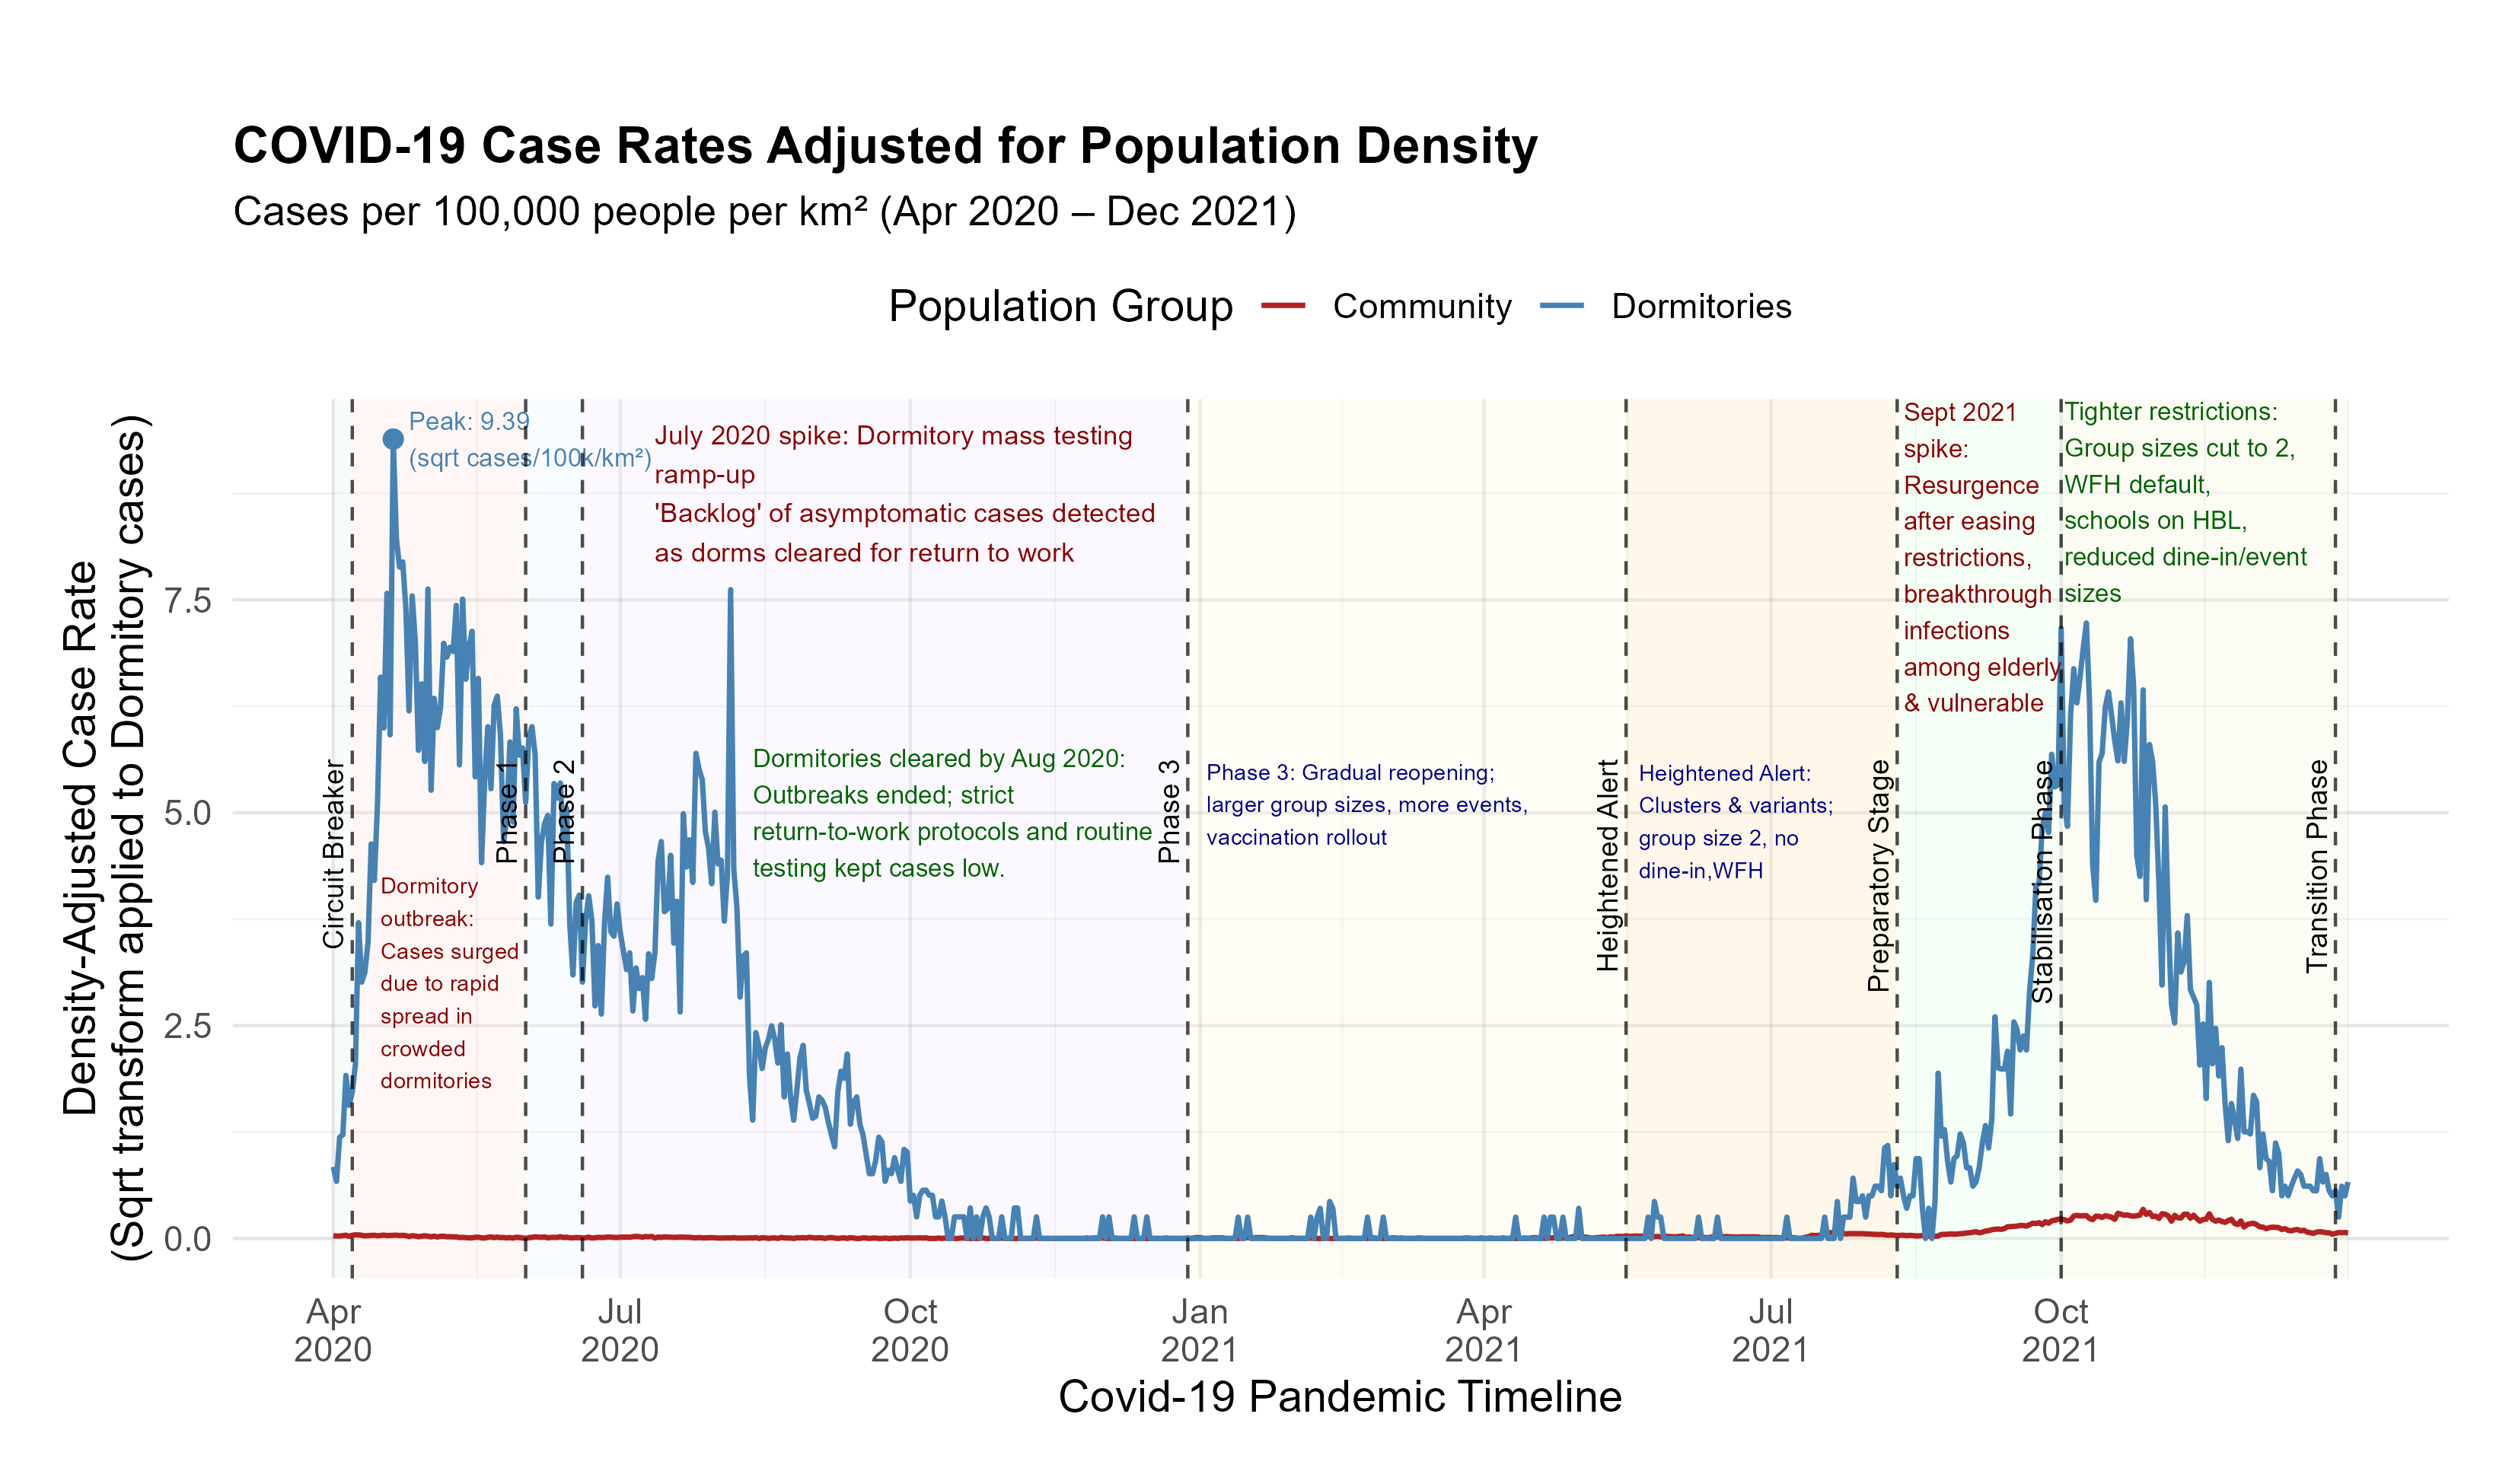 COVID-19 Case Rates Adjusted for Population Density
Cases per 100,000 people per km² (Apr 2020 – Dec 2021)
Population Group
Community
Dormitories
Density-Adjusted Case Rate
(Sqrt transform applied to Dormitory cases)
7.5
5.0
2.5
0.0
Peak: 9.39
(sqrt cases/100k/km²)
July 2020 spike: Dormitory mass testing
ramp-up
'Backlog' of asymptomatic cases detected
as dorms cleared for return to work
Sept 2021
spike:
Resurgence
after easing
restrictions,
breakthrough
infections
among elderly
& vulnerable
Tighter restrictions:
Group sizes cut to 2,
WFH default,
schools on HBL,
reduced dine-in/event
sizes
Circuit Breaker
Phase 1
Phase 2
Phase 3
Heightened Alert
Preparatory Stage
Stabilisation Phase
Transition Phase
Dormitory
outbreak:
Cases surged
due to rapid
spread in
crowded
dormitories
Dormitories cleared by Aug 2020:
Outbreaks ended; strict
return-to-work protocols and routine
testing kept cases low.
Phase 3: Gradual reopening;
larger group sizes, more events,
vaccination rollout
Heightened Alert:
Clusters & variants;
group size 2, no
dine-in,WFH
Apr
2020
Jul
2020
Oct
2020
Jan
2021
Apr
2021
Jul
2021
Oct
2021
Covid-19 Pandemic Timeline